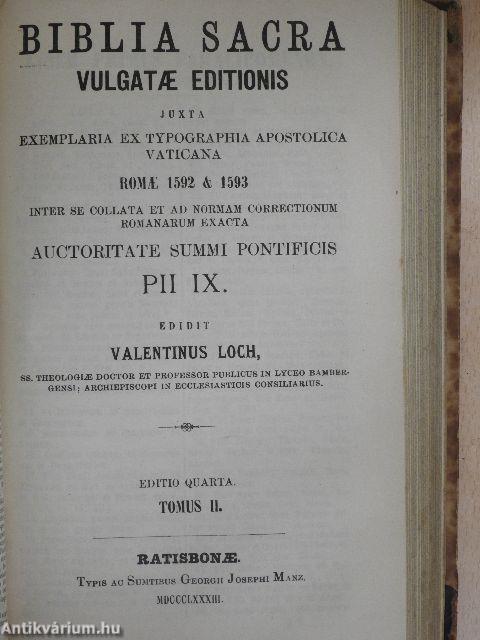 BIBLIA SACRA
VULGATÆ EDITIONIS
JUXTA
EXEMPLARIA EX TYPOGRAPHIA APOSTOLICA
VATICANA
ROMÆ 1592 & 1593
INTER SE COLLATA ET AD NORMAM CORRECTIONUM
ROMANARUM EXACTA
AUCTORITATE SUMMI PONTIFICIS
PII IX.
EDIDIT
VALENTINUS LOCH,
SS. THEOLOGIÆ DOCTOR ET PROFESSOR PUBLICUS IN LYCEO BAMBER-
GENSI; ARCHIEPISCOPI IN ECCLESIASTICIS CONSILIARIUS.
EDITIO QUARTA.
TOMUS II.
RATISBONÆ.
TYPIS AC SUMTIBUS GEORGII JOSEPHI MANZ.
MDCCCLXXXIII.
Antikvárium.hu